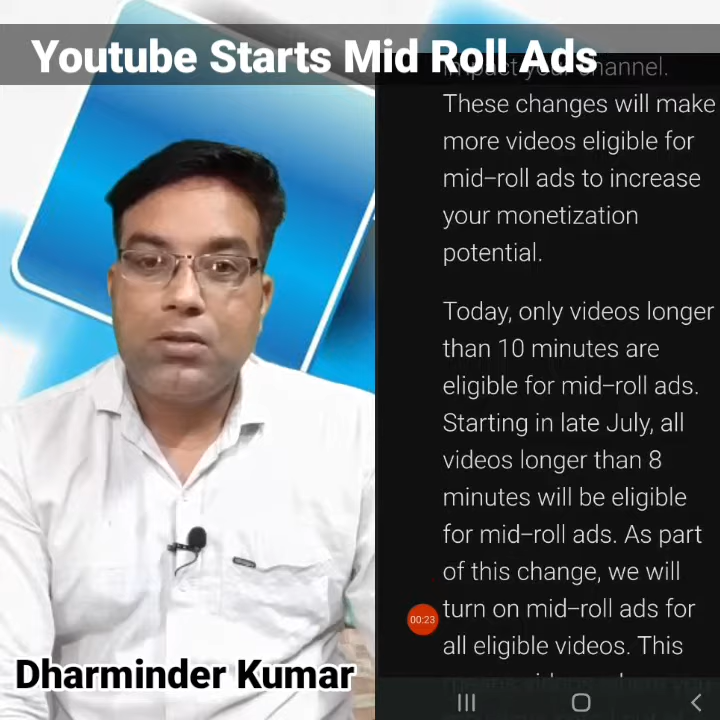 Youtube Starts Mid Roll Ads
impact your channel.
These changes will make
more videos eligible for
mid-roll ads to increase
your monetization
potential.
Today, only videos longer
than 10 minutes are
eligible for mid-roll ads.
Starting in late July, all
videos longer than 8
minutes will be eligible
for mid-roll ads. As part
of this change, we will
turn on mid-roll ads for
all eligible videos. This
00:23
Dharminder Kumar